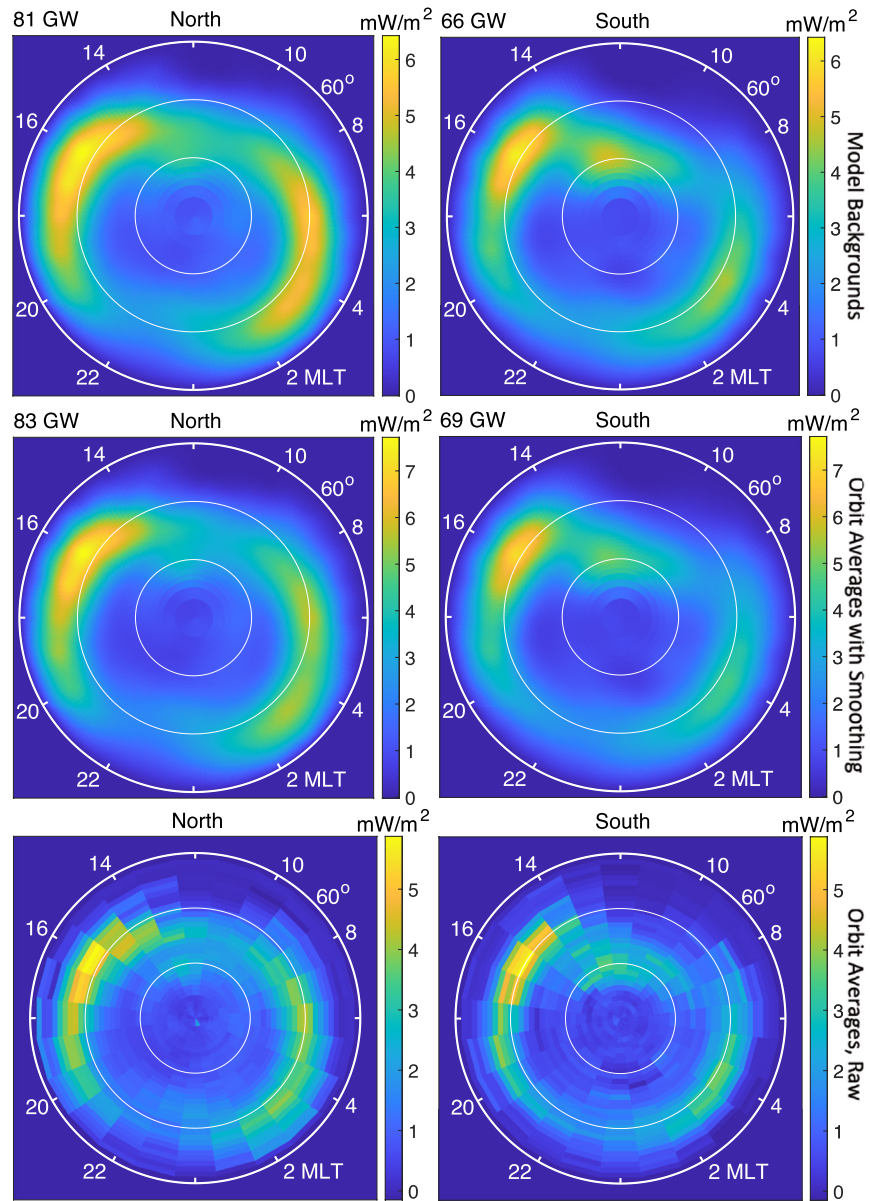 81 GW North mW/m²
66 GW South mW/m²
14 10 60° 16 8 20 4 22 2 MLT
6 5 4 3 2 1 0
14 10 60° 16 8 20 4 22 2 MLT
6 5 4 3 2 1 0
Model Backgrounds
83 GW North mW/m²
69 GW South mW/m²
14 10 60° 16 8 20 4 22 2 MLT
7 6 5 4 3 2 1 0
14 10 60° 16 8 20 4 22 2 MLT
7 6 5 4 3 2 1 0
Orbit Averages with Smoothing
North mW/m²
South mW/m²
14 10 60° 16 8 20 4 22 2 MLT
5 4 3 2 1 0
14 10 60° 16 8 20 4 22 2 MLT
5 4 3 2 1 0
Orbit Averages, Raw